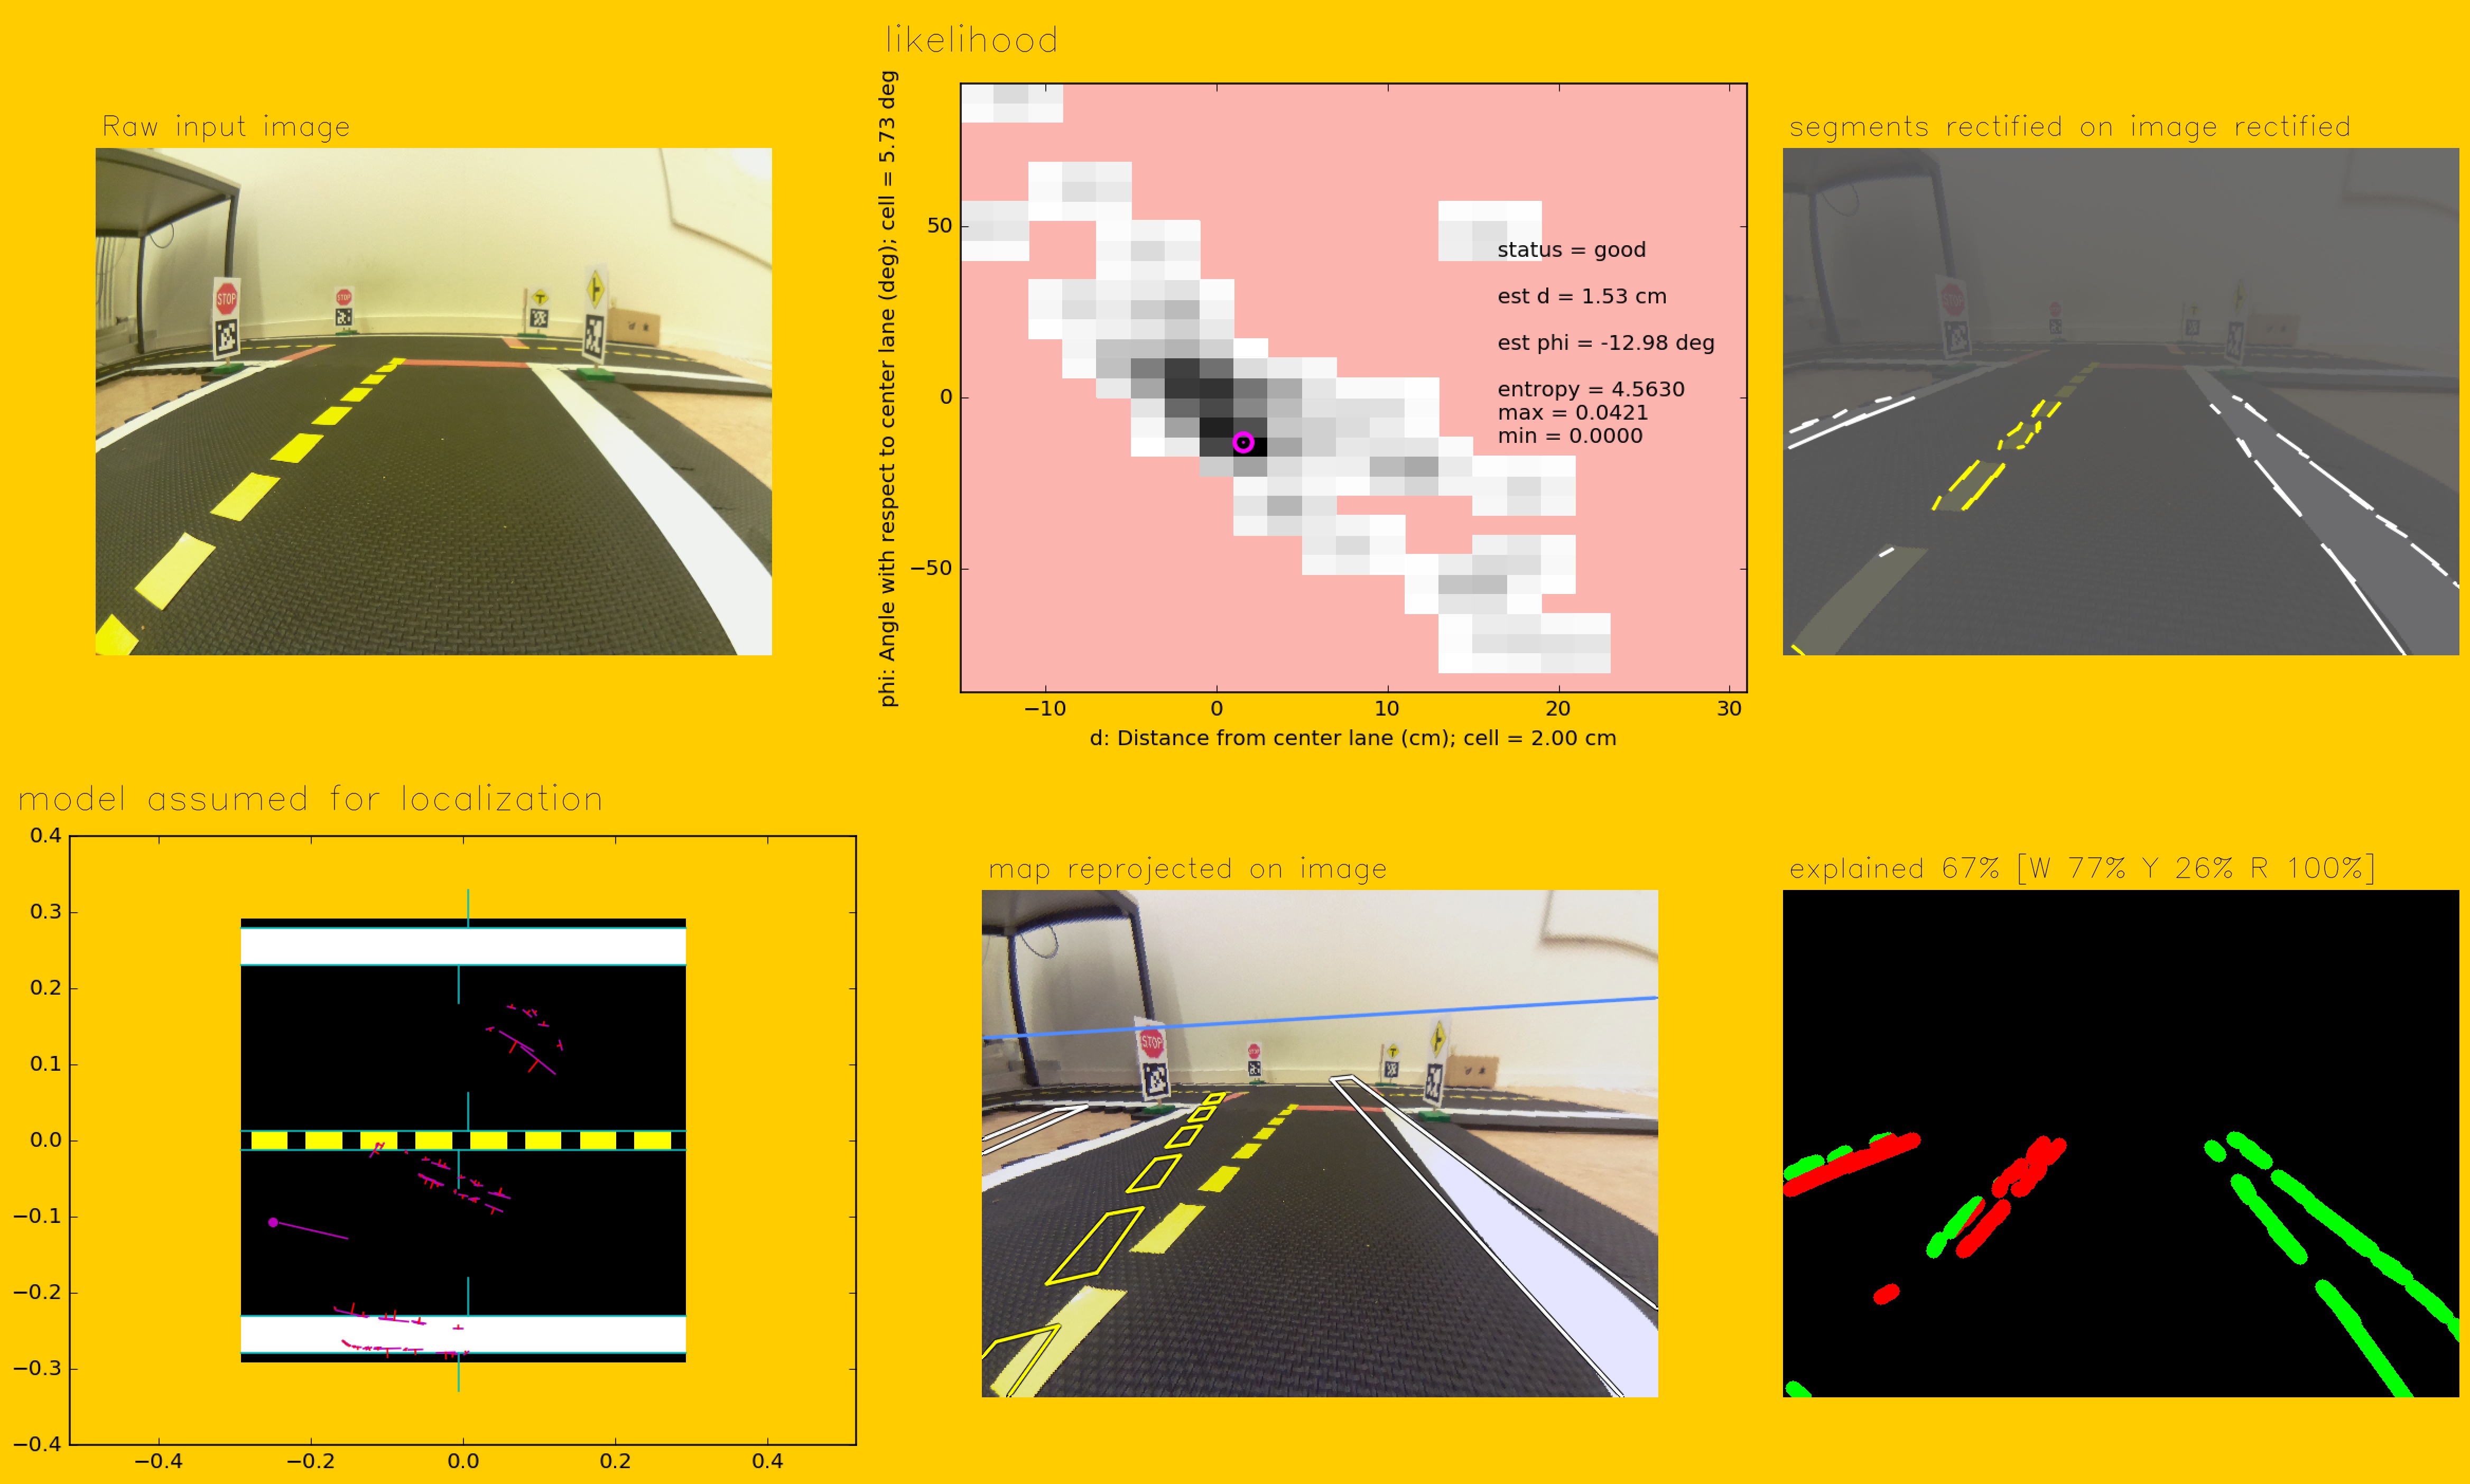 likelihood
Raw input image
segments rectified on image rectified
phi: Angle with respect to center lane (deg); cell = 5.73 deg
50
0
−50
status = good
est d = 1.53 cm
est phi = -12.98 deg
entropy = 4.5630
max = 0.0421
min = 0.0000
−10
0
10
20
30
d: Distance from center lane (cm); cell = 2.00 cm
STOP
STOP
model assumed for localization
0.4
0.3
0.2
0.1
0.0
−0.1
−0.2
−0.3
−0.4
−0.4
−0.2
0.0
0.2
0.4
map reprojected on image
STOP
explained 67% [W 77% Y 26% R 100%]